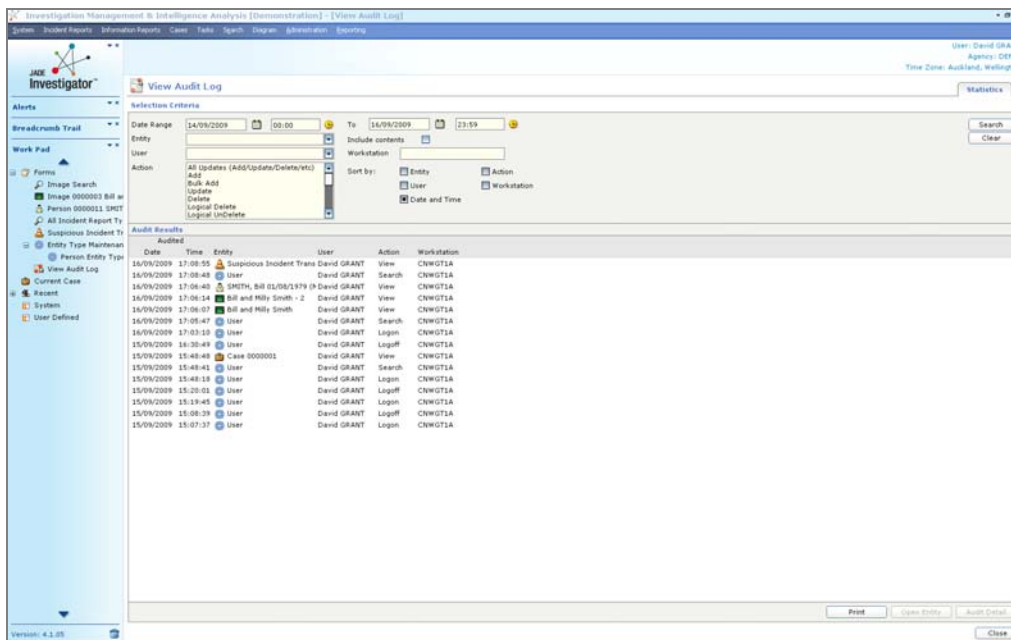 Investigation Management & Intelligence Analysis [Demonstration] - [View Audit Log]
System Incident Reports Information Reports Cases Tasks Search Diagram Administration Reporting
User: David GRA
Agency: DEM
Time Zone: Auckland, Wellingt
JADE
Investigator™
View Audit Log
Statistics
Alerts
Selection Criteria
Breadcrumb Trail
Date Range 14/09/2009 00:00 To 16/09/2009 23:59 Search
Entity Include contents Clear
Work Pad
User Workstation
Action All Updates (Add/Update/Delete/etc) Sort by: Entity Action
Add
Bulk Add User Workstation
Update
Delete Date and Time
Logical Delete
Logical UnDelete
Forms
Image Search
Image 0000003 Bill a
Person 0000011 SMIT
All Incident Report Ty
Suspicious Incident Tr
Entity Type Maintenan
Person Entity Type
View Audit Log
Current Case
Recent
System
User Defined
Audit Results
Audited
Date Time Entity User Action Workstation
16/09/2009 17:08:55 Suspicious Incident Trans David GRANT View CNWGT1A
16/09/2009 17:08:48 User David GRANT Search CNWGT1A
16/09/2009 17:06:40 SMITH, Bill 01/08/1979 (M David GRANT View CNWGT1A
16/09/2009 17:06:14 Bill and Milly Smith - 2 David GRANT View CNWGT1A
16/09/2009 17:06:07 Bill and Milly Smith David GRANT View CNWGT1A
16/09/2009 17:05:47 User David GRANT Search CNWGT1A
16/09/2009 17:03:10 User David GRANT Logon CNWGT1A
15/09/2009 16:30:49 User David GRANT Logoff CNWGT1A
15/09/2009 15:48:48 Case 0000001 David GRANT View CNWGT1A
15/09/2009 15:48:41 User David GRANT Search CNWGT1A
15/09/2009 15:48:18 User David GRANT Logon CNWGT1A
15/09/2009 15:20:01 User David GRANT Logoff CNWGT1A
15/09/2009 15:19:45 User David GRANT Logon CNWGT1A
15/09/2009 15:08:39 User David GRANT Logoff CNWGT1A
15/09/2009 15:07:37 User David GRANT Logon CNWGT1A
Print Open Entity Audit Detail
Version: 4.1.05 Close